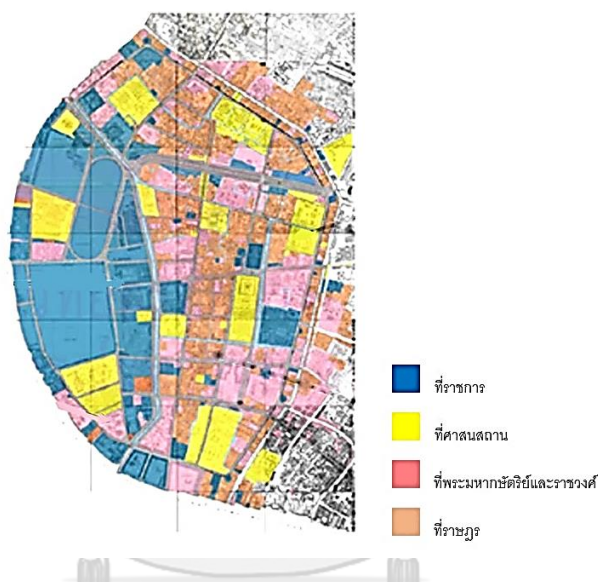 ที่ราชการ
ที่ศาสนสถาน
ที่พระมหากษัตริย์และราชวงศ์
ที่ราษฎร